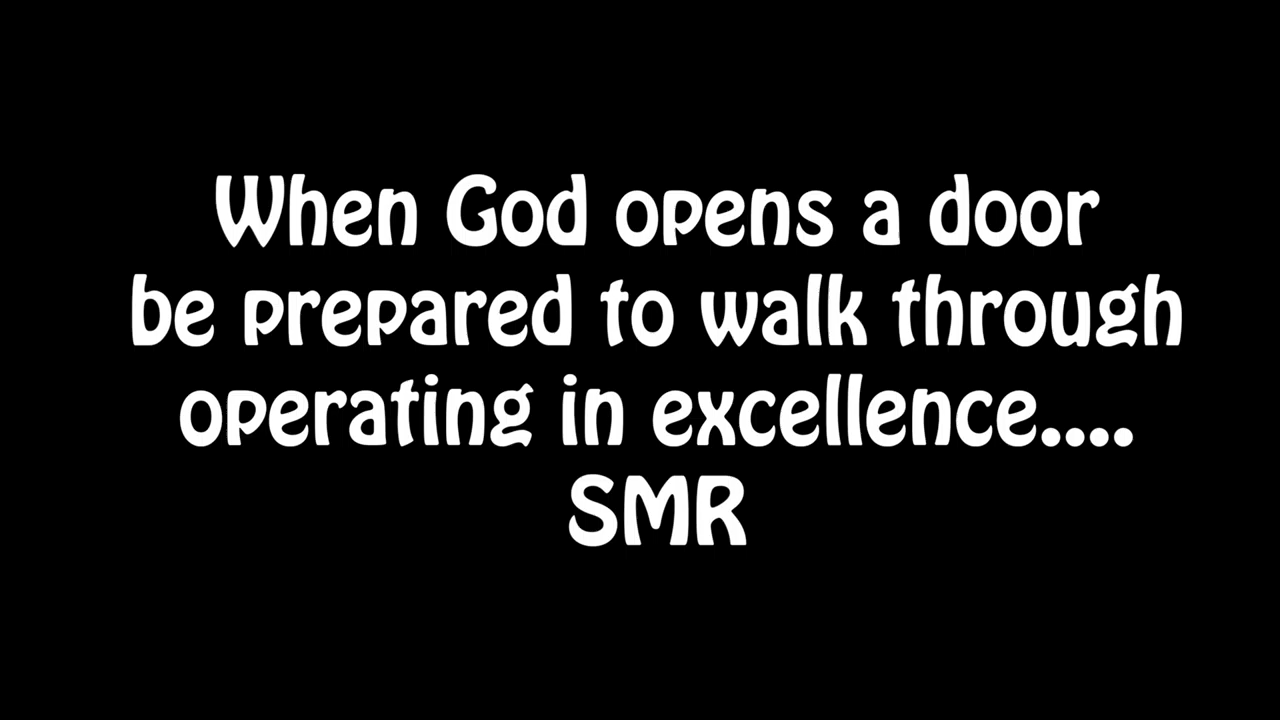 When God opens a door
be prepared to walk through
operating in excellence....
SMR